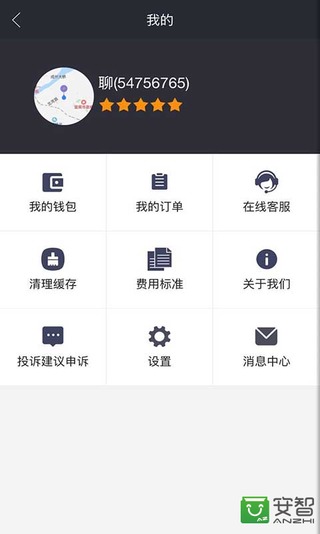 我的
聊(54756765)
我的钱包
我的订单
在线客服
清理缓存
费用标准
关于我们
投诉建议申诉
设置
消息中心
安智
ANZHI